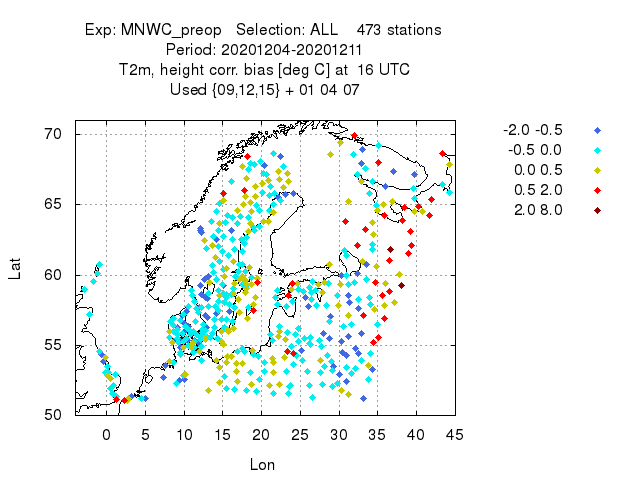 Exp: MNWC_preop   Selection: ALL    473 stations
Period: 20201204-20201211
T2m, height corr. bias [deg C] at  16 UTC
Used {09,12,15} + 01 04 07
70
65
60
55
50
Lat
0 5 10 15 20 25 30 35 40 45
Lon
-2.0 -0.5
-0.5 0.0
0.0 0.5
0.5 2.0
2.0 8.0